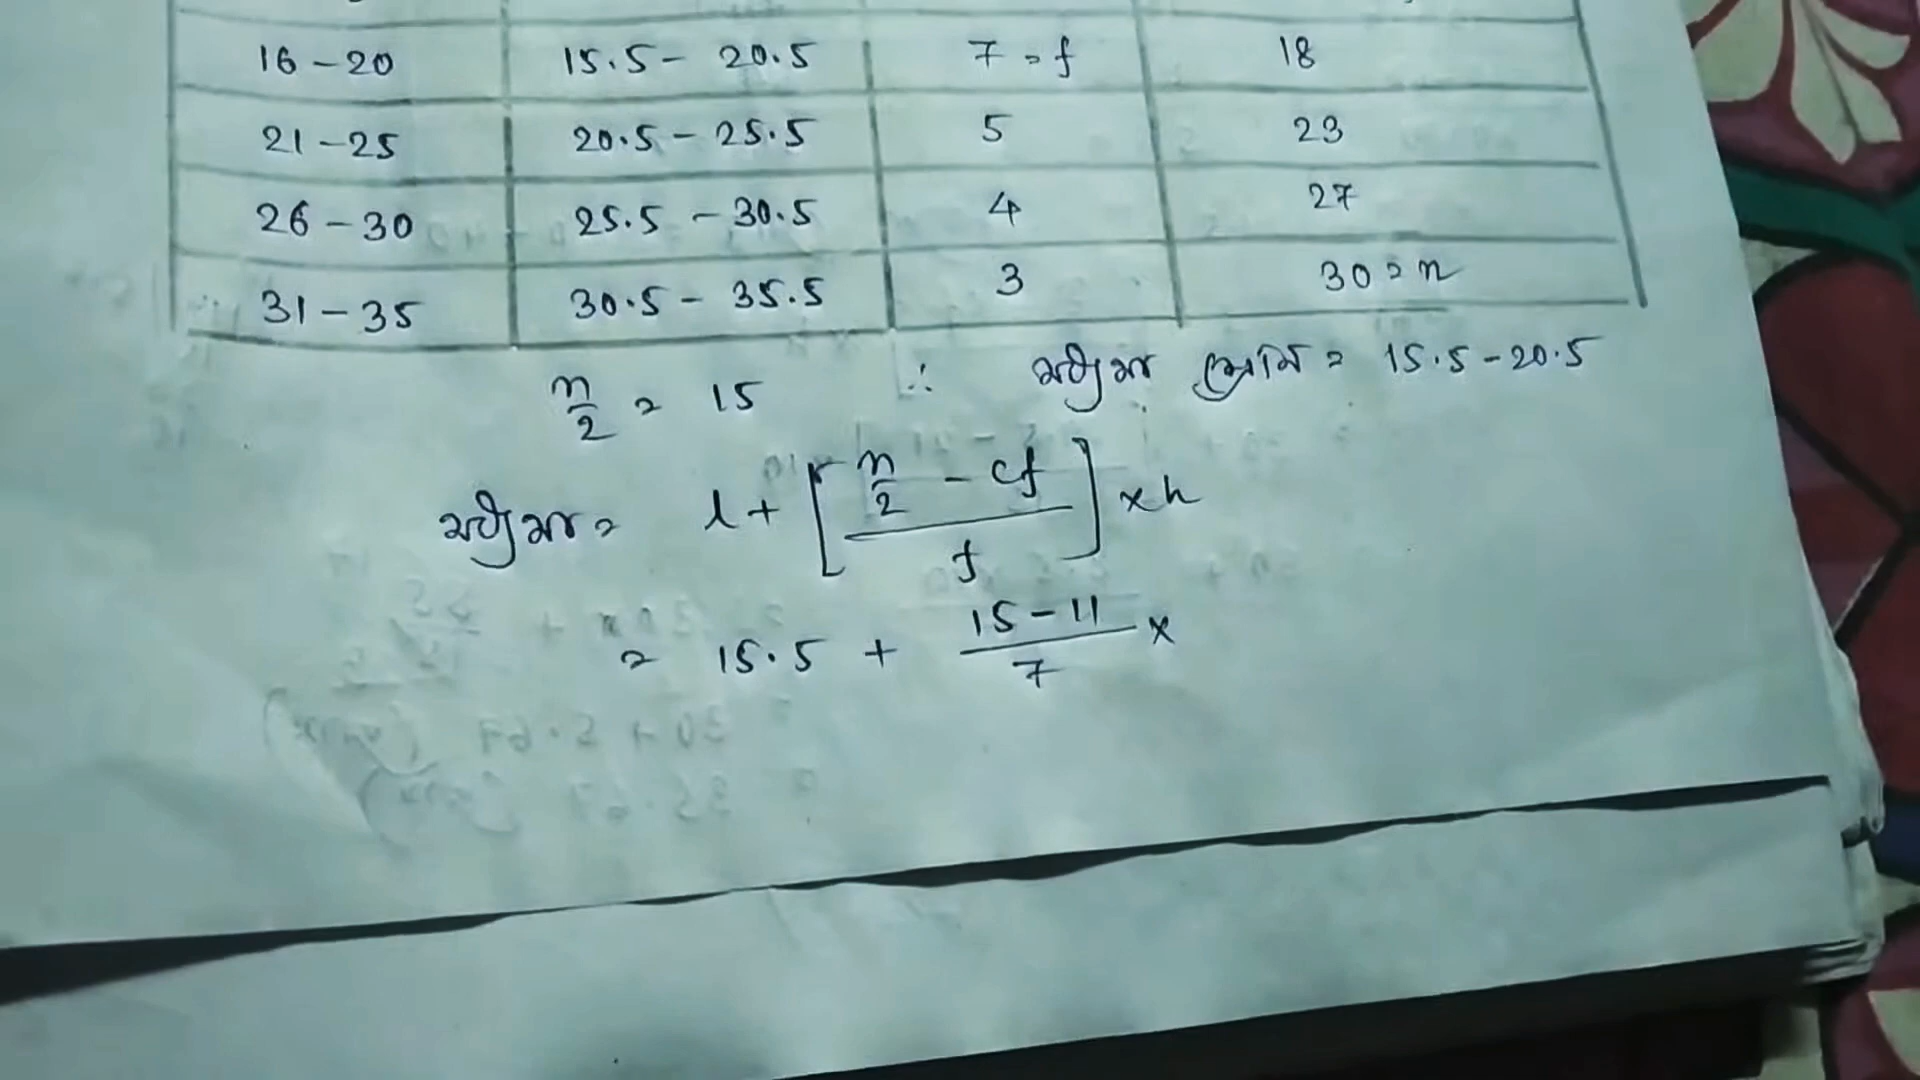 16-20 15.5- 20.5 7 = f 18
21-25 20.5-25.5 5 23
26-30 25.5-30.5 4 27
31-35 30.5-35.5 3 30 = n
n/2 = 15 ∴ মধ্যমা শ্রেণি = 15.5-20.5
মধ্যমা = l + [(n/2 - cf)/f] × h
= 15.5 + (15-11)/7 ×